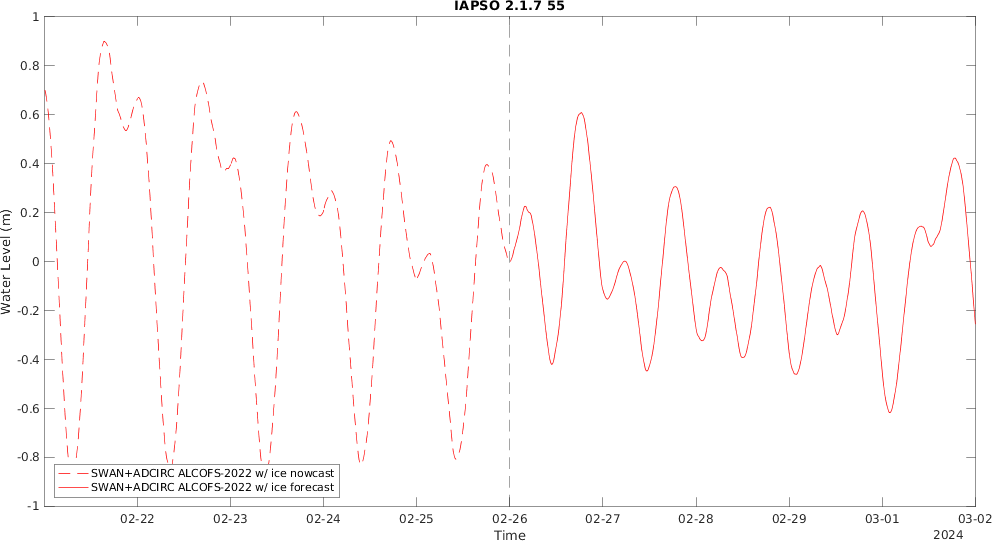 IAPSO 2.1.7 55
Water Level (m)
1
0.8
0.6
0.4
0.2
0
-0.2
-0.4
-0.6
-0.8
-1
SWAN+ADCIRC ALCOFS-2022 w/ ice nowcast
SWAN+ADCIRC ALCOFS-2022 w/ ice forecast
02-22 02-23 02-24 02-25 02-26 02-27 02-28 02-29 03-01 03-02
Time
2024